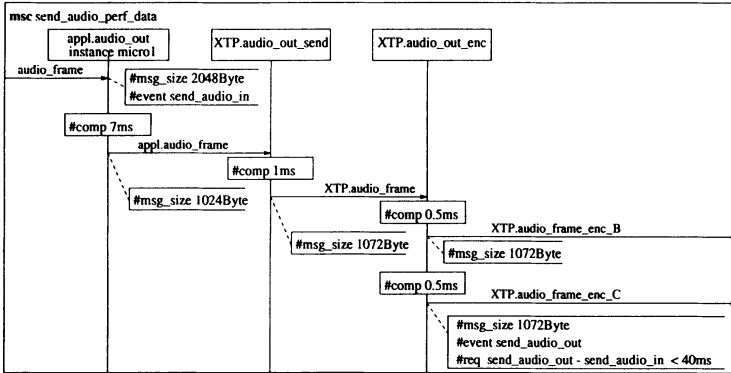 msc send_audio_perf_data
appl.audio_out
instance micro1
XTP.audio_out_send
XTP.audio_out_enc
audio_frame
#msg_size 2048Byte
#event send_audio_in
#comp 7ms
appl.audio_frame
#comp 1ms
#msg_size 1024Byte
XTP.audio_frame
#comp 0.5ms
#msg_size 1072Byte
XTP.audio_frame_enc_B
#msg_size 1072Byte
#comp 0.5ms
XTP.audio_frame_enc_C
#msg_size 1072Byte
#event send_audio_out
#req send_audio_out - send_audio_in < 40ms